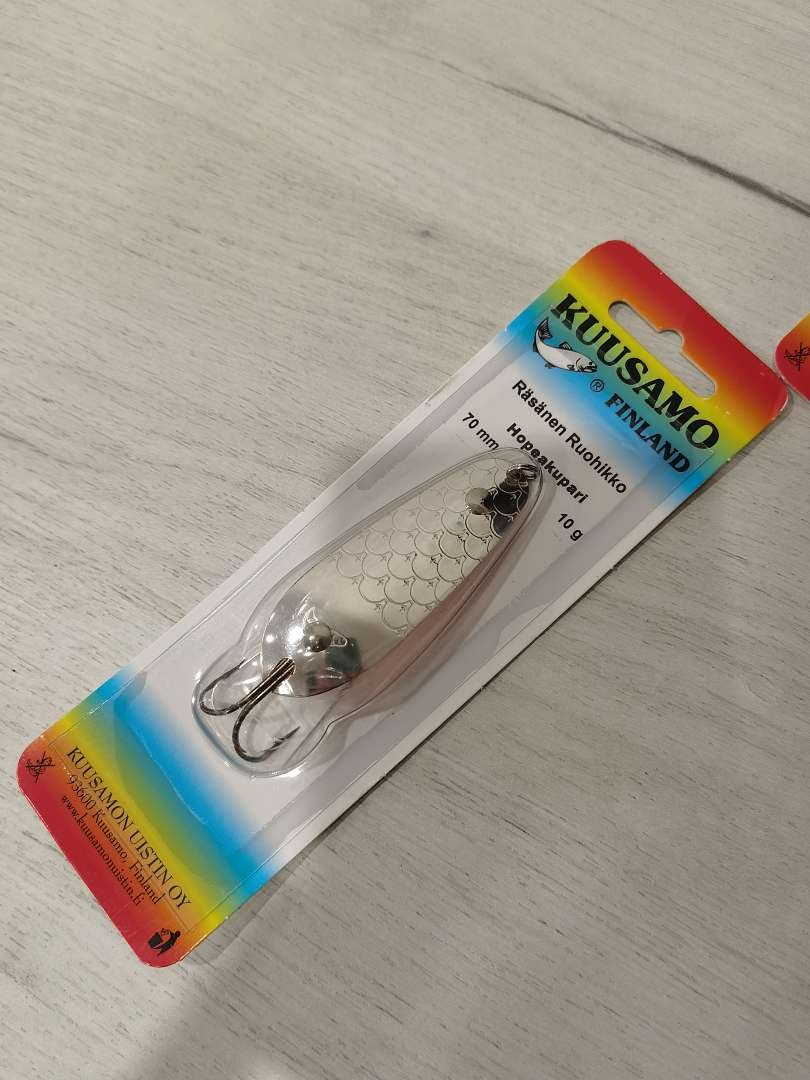 KUUSAMO
® FINLAND
Räsänen Ruohikko
Hopeakupari
70 mm 10 g
KUUSAMON UISTIN OY
93600 Kuusamo, Finland
www.kuusamonuistin.fi